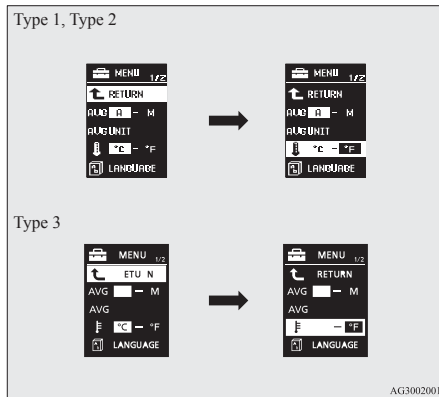 Type 1, Type 2
MENU 1/2
RETURN
AVG A - M
AVG UNIT
°C - °F
LANGUAGE
MENU 1/2
RETURN
AVG A - M
AVG UNIT
°C - °F
LANGUAGE
Type 3
MENU 1/2
ETU N
AVG - M
AVG
°C - °F
LANGUAGE
MENU 1/2
RETURN
AVG - M
AVG
- °F
LANGUAGE
AG3002001